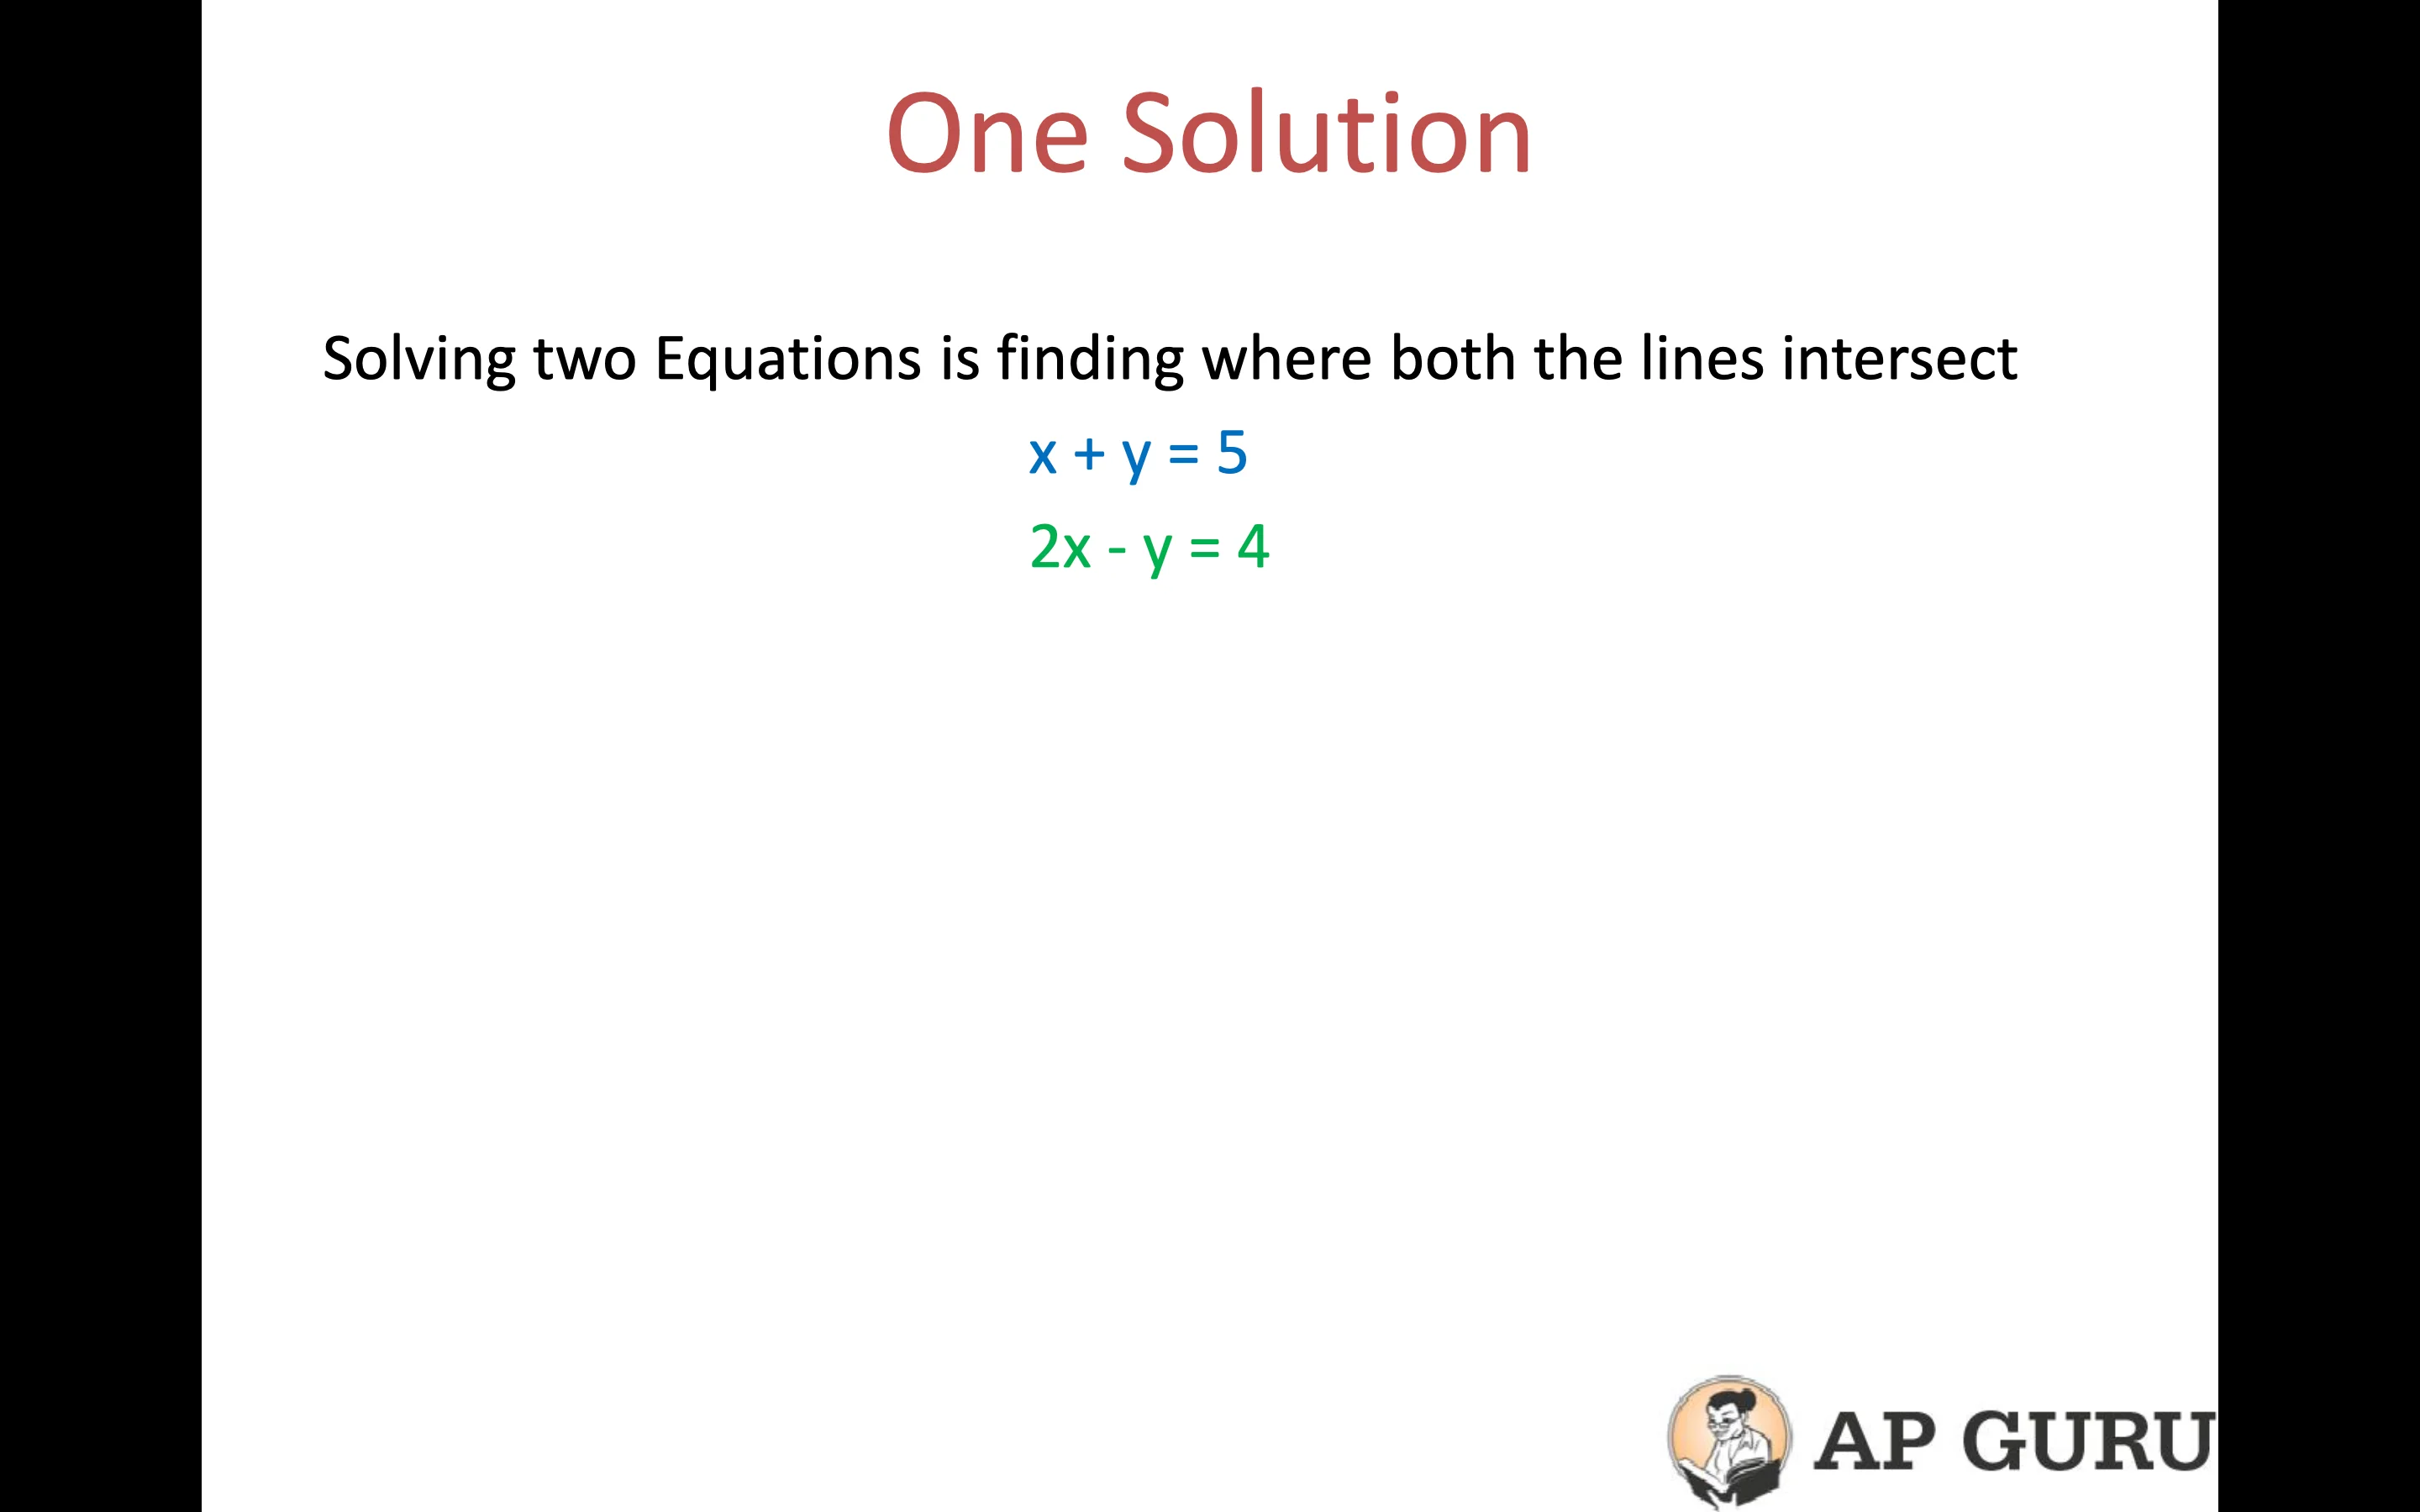 One Solution
Solving two Equations is finding where both the lines intersect
x + y = 5
2x - y = 4
AP GURU